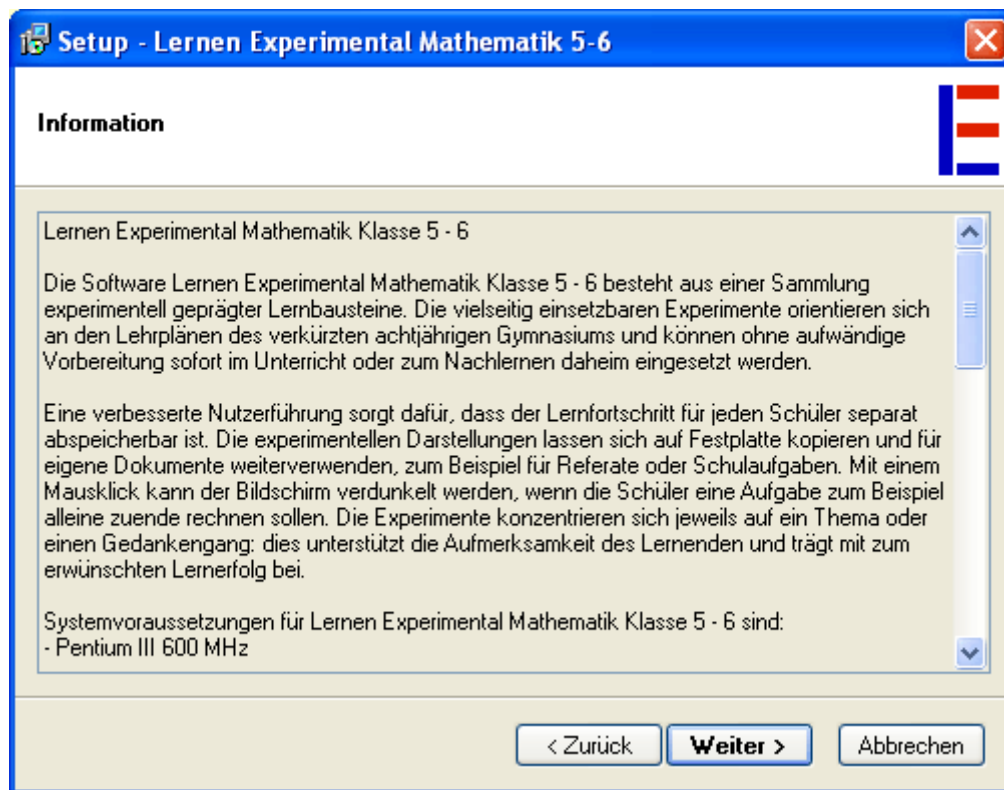 Setup - Lernen Experimental Mathematik 5-6
Information
Lernen Experimental Mathematik Klasse 5 - 6
Die Software Lernen Experimental Mathematik Klasse 5 - 6 besteht aus einer Sammlung
experimentell geprägter Lernbausteine. Die vielseitig einsetzbaren Experimente orientieren sich
an den Lehrplänen des verkürzten achtjährigen Gymnasiums und können ohne aufwändige
Vorbereitung sofort im Unterricht oder zum Nachlernen daheim eingesetzt werden.
Eine verbesserte Nutzerführung sorgt dafür, dass der Lernfortschritt für jeden Schüler separat
abspeicherbar ist. Die experimentellen Darstellungen lassen sich auf Festplatte kopieren und für
eigene Dokumente weiterverwenden, zum Beispiel für Referate oder Schulaufgaben. Mit einem
Mausklick kann der Bildschirm verdunkelt werden, wenn die Schüler eine Aufgabe zum Beispiel
alleine zuende rechnen sollen. Die Experimente konzentrieren sich jeweils auf ein Thema oder
einen Gedankengang: dies unterstützt die Aufmerksamkeit des Lernenden und trägt mit zum
erwünschten Lernerfolg bei.
Systemvoraussetzungen für Lernen Experimental Mathematik Klasse 5 - 6 sind:
- Pentium III 600 MHz
< Zurück
Weiter >
Abbrechen